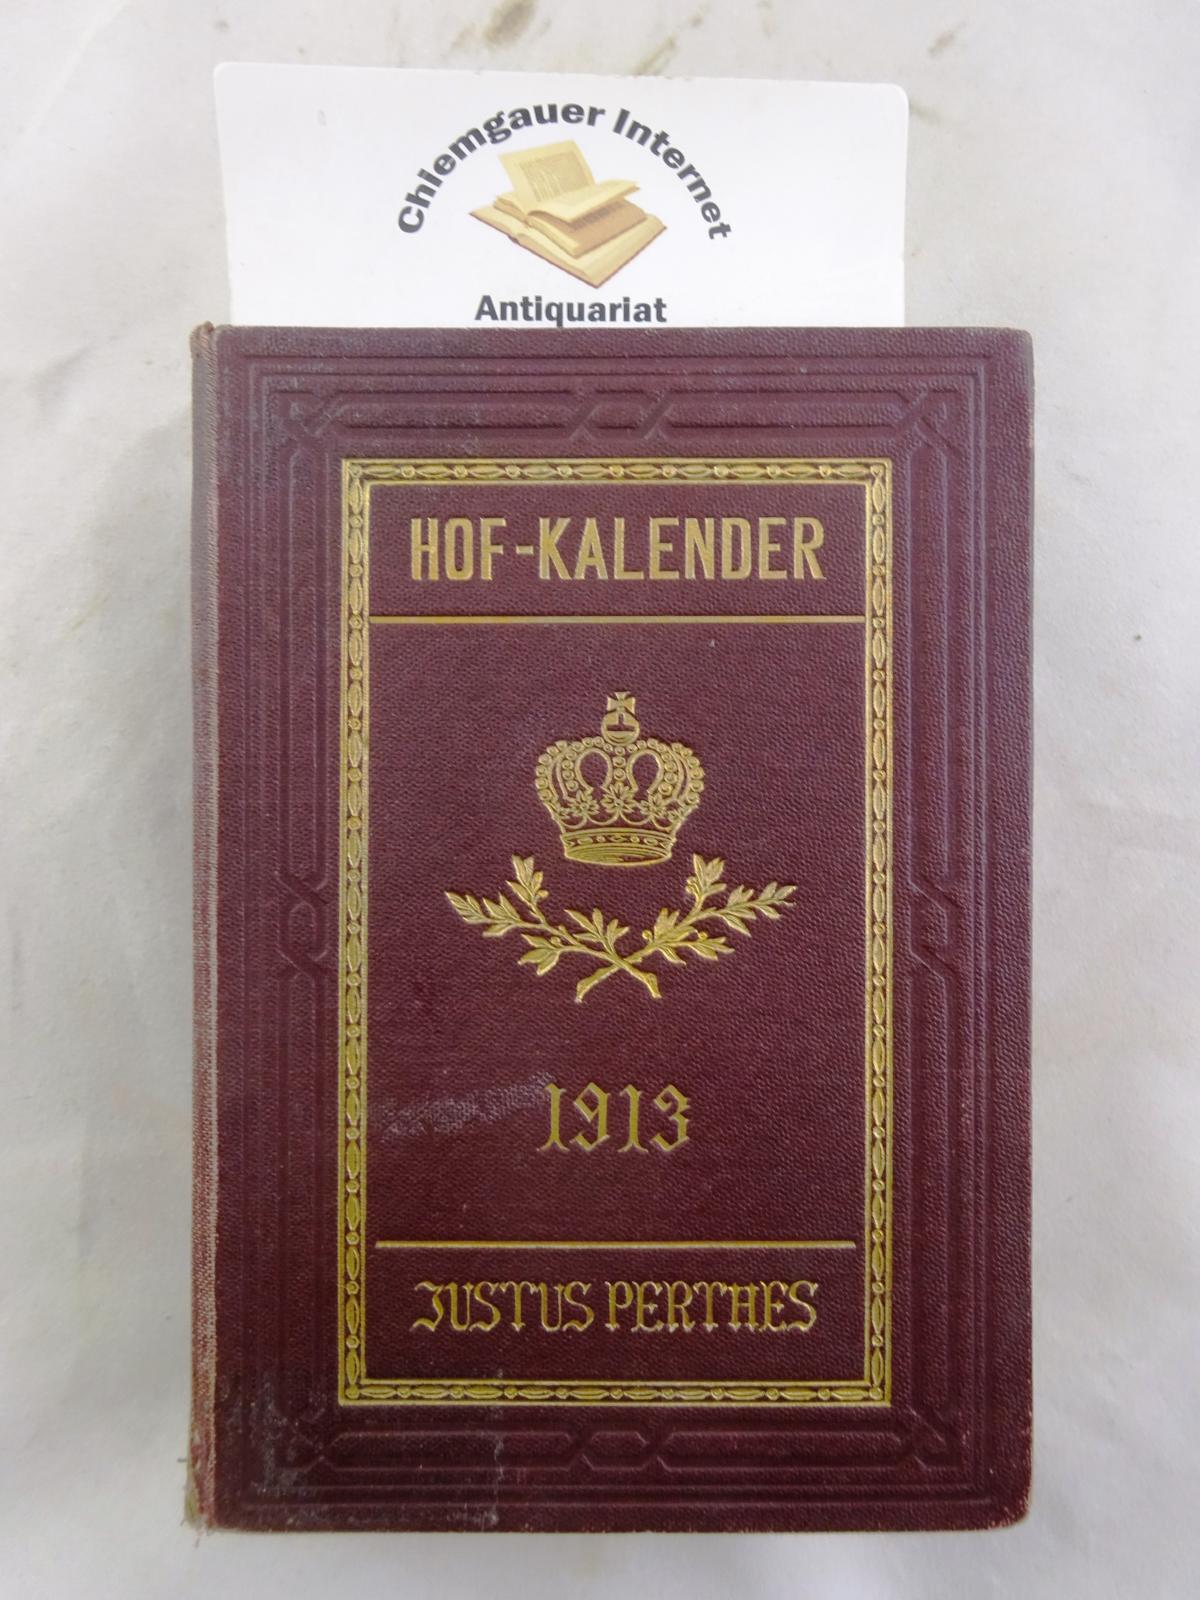 Chiemgauer Internet
Antiquariat
HOF-KALENDER
1913
JUSTUS PERTHES